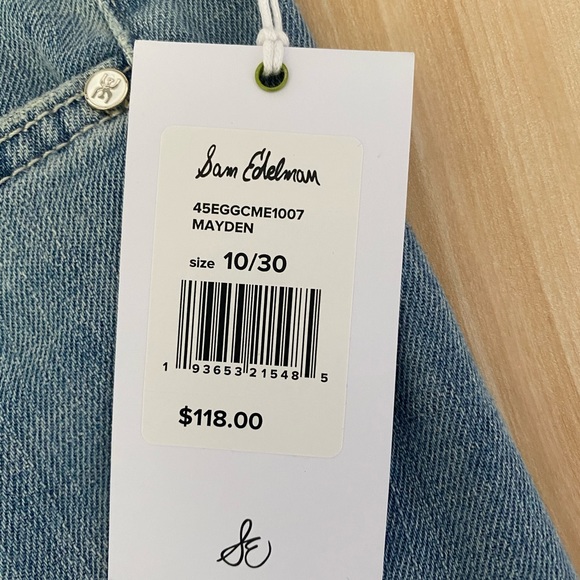 Sam Edelman
45EGGCME1007
MAYDEN
size 10/30
1 93653 21548 5
$118.00
SE